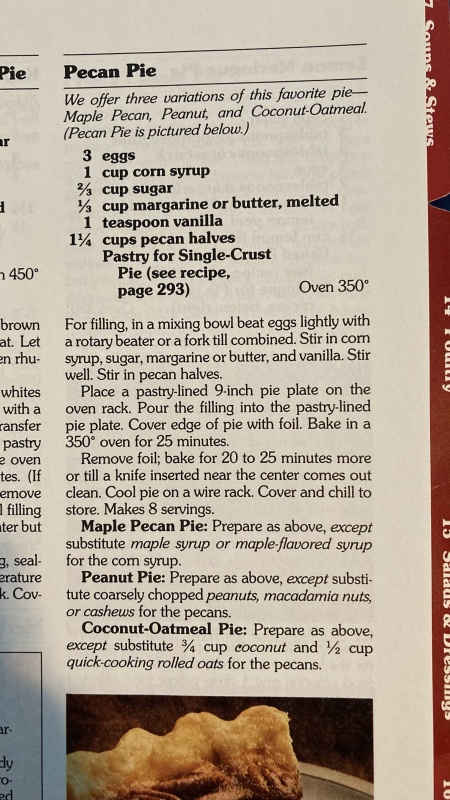 Pie
ar
d
n 450°
brown
at. Let
en rhu-
whites
with a
ransfer
pastry
e oven
tes. (If
emove
l filling
ter but
g, seal-
erature
k. Cov-
ar-
dy
ro-
ed
Pecan Pie
We offer three variations of this favorite pie—
Maple Pecan, Peanut, and Coconut-Oatmeal.
(Pecan Pie is pictured below.)
3 eggs
1 cup corn syrup
⅔ cup sugar
⅓ cup margarine or butter, melted
1 teaspoon vanilla
1¼ cups pecan halves
Pastry for Single-Crust
Pie (see recipe,
page 293) Oven 350°
For filling, in a mixing bowl beat eggs lightly with
a rotary beater or a fork till combined. Stir in corn
syrup, sugar, margarine or butter, and vanilla. Stir
well. Stir in pecan halves.
Place a pastry-lined 9-inch pie plate on the
oven rack. Pour the filling into the pastry-lined
pie plate. Cover edge of pie with foil. Bake in a
350° oven for 25 minutes.
Remove foil; bake for 20 to 25 minutes more
or till a knife inserted near the center comes out
clean. Cool pie on a wire rack. Cover and chill to
store. Makes 8 servings.
Maple Pecan Pie: Prepare as above, except
substitute maple syrup or maple-flavored syrup
for the corn syrup.
Peanut Pie: Prepare as above, except substi-
tute coarsely chopped peanuts, macadamia nuts,
or cashews for the pecans.
Coconut-Oatmeal Pie: Prepare as above,
except substitute ¾ cup coconut and ½ cup
quick-cooking rolled oats for the pecans.
Soups & Stews
14 Poultry
15 Salads & Dressings